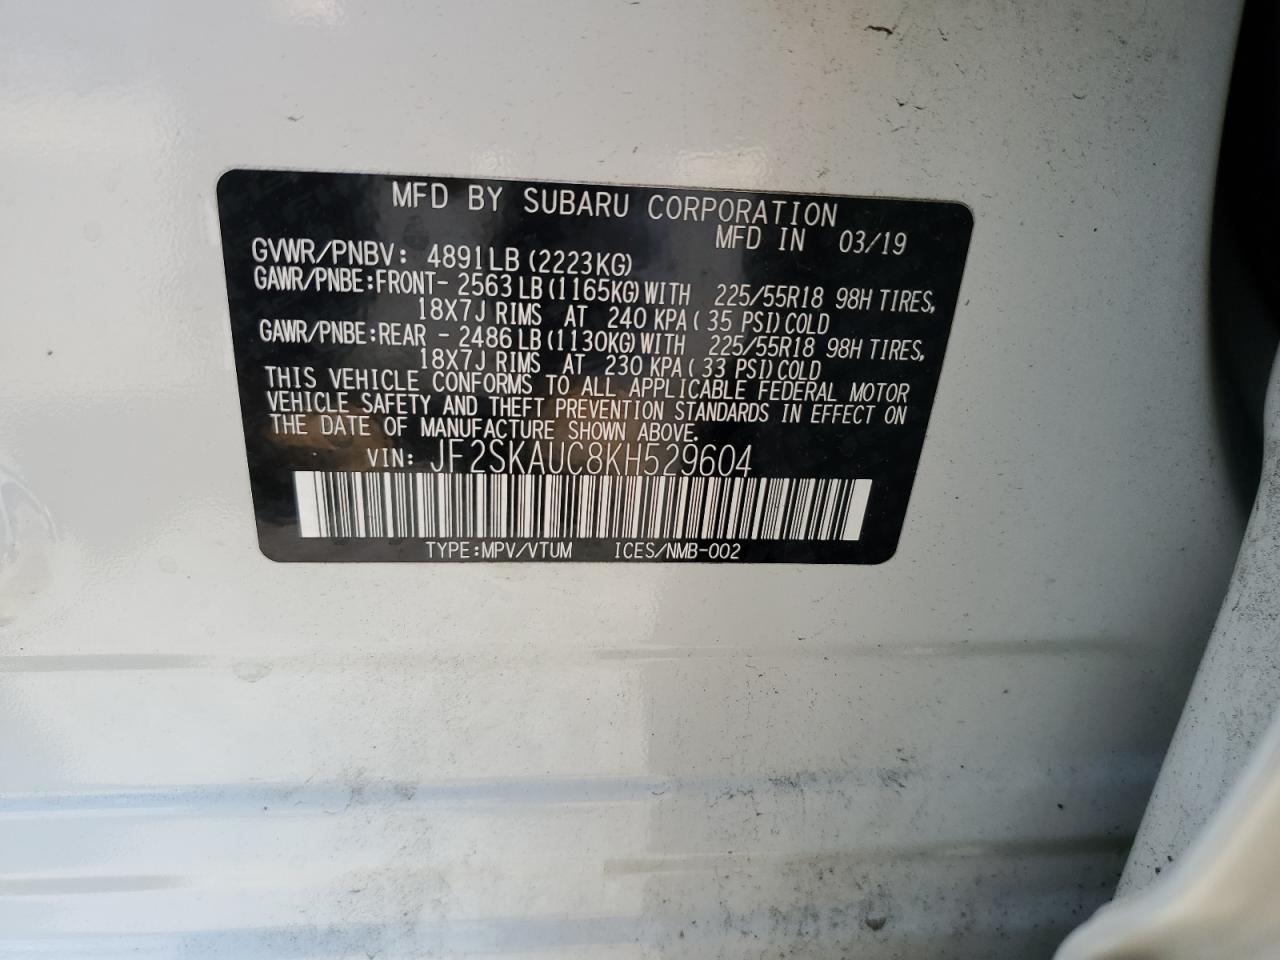 MFD BY SUBARU CORPORATION
MFD IN 03/19
GVWR/PNBV: 4891LB (2223KG)
GAWR/PNBE:FRONT- 2563LB (1165KG) WITH 225/55R18 98H TIRES,
18X7J RIMS AT 240 KPA ( 35 PSI) COLD
GAWR/PNBE:REAR - 2486LB (1130KG) WITH 225/55R18 98H TIRES,
18X7J RIMS AT 230 KPA ( 33 PSI) COLD
THIS VEHICLE CONFORMS TO ALL APPLICABLE FEDERAL MOTOR
VEHICLE SAFETY AND THEFT PREVENTION STANDARDS IN EFFECT ON
THE DATE OF MANUFACTURE SHOWN ABOVE.
VIN: JF2SKAUC8KH529604
TYPE:MPV/VTUM ICES/NMB-002